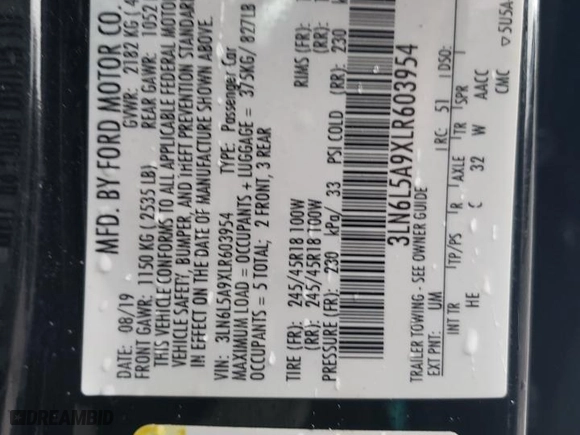 MFD. BY FORD MOTOR CO.
DATE: 08/19 GVWR: 2182 KG
FRONT GAWR: 1150 KG ( 2535 LB) REAR GAWR: 1052
THIS VEHICLE CONFORMS TO ALL APPLICABLE FEDERAL MOTOR
VEHICLE SAFETY, BUMPER, AND THEFT PREVENTION STANDARDS
IN EFFECT ON THE DATE OF MANUFACTURE SHOWN ABOVE.
VIN: 3LN6L5A9XLR603954 TYPE: Passenger Car
MAXIMUM LOAD = OCCUPANTS + LUGGAGE = 375KG/ 827LB
OCCUPANTS = 5 TOTAL; 2 FRONT, 3 REAR
TIRE (FR): 245/45R18 100W RIMS (FR):
(RR): 245/45R18 100W (RR):
PRESSURE (FR): 230 kPa/ 33 PSI COLD (RR): 230
3LN6L5A9XLR603954
TRAILER TOWING - SEE OWNER GUIDE
EXT PNT: UM RC: 51 DSO:
INT TR TP/PS R AXLE TR SPR
HE C 32 W AACC
CMC 5U5A
DREAMBID